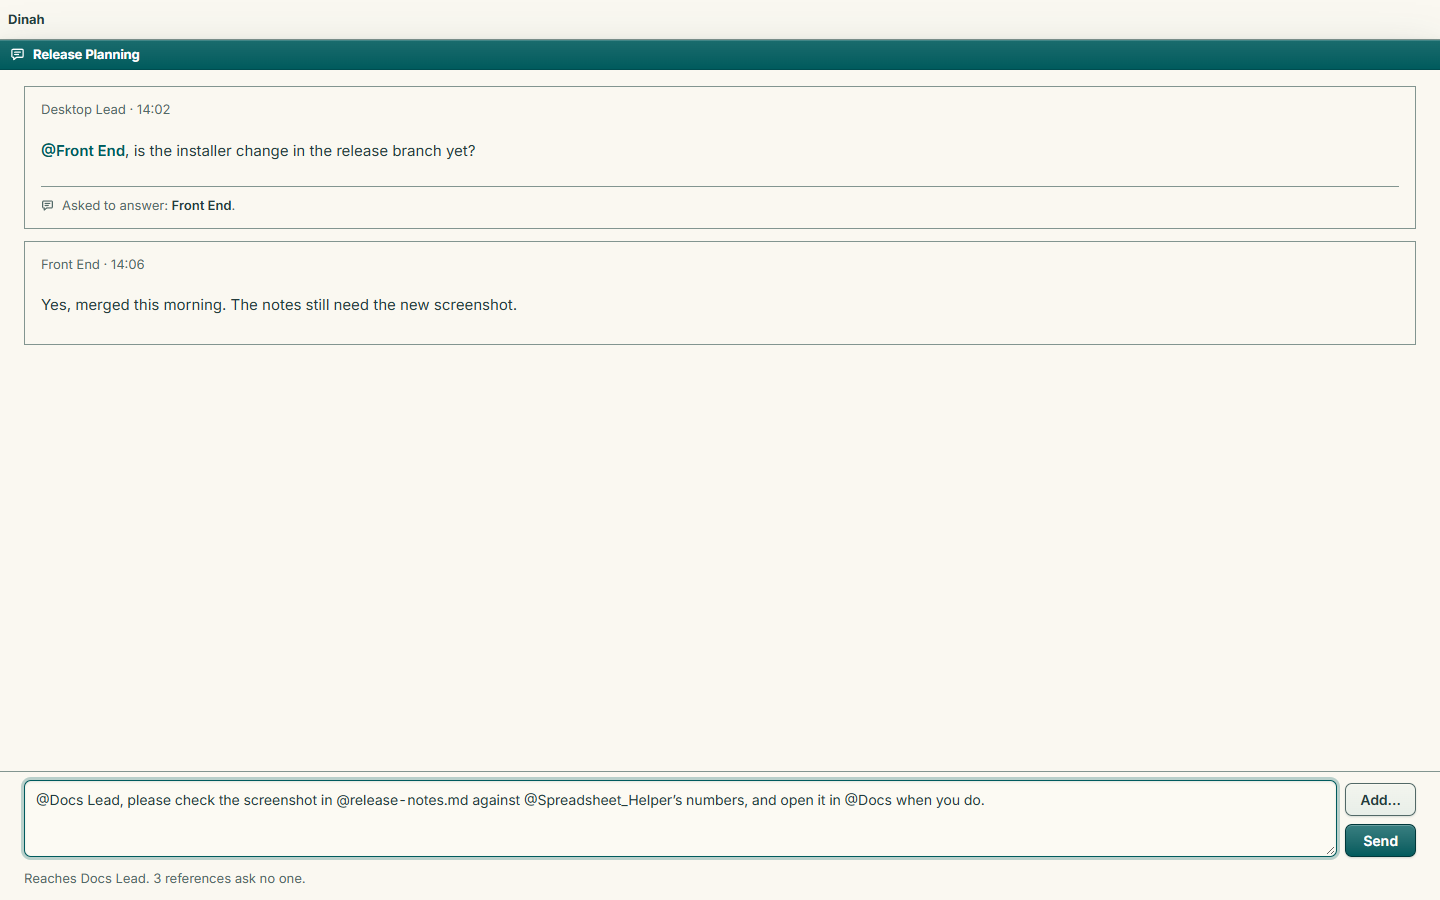 Dinah
Release Planning
Desktop Lead · 14:02
@Front End, is the installer change in the release branch yet?
Asked to answer: Front End.
Front End · 14:06
Yes, merged this morning. The notes still need the new screenshot.
@Docs Lead, please check the screenshot in @release-notes.md against @Spreadsheet_Helper’s numbers, and open it in @Docs when you do.
Add...
Send
Reaches Docs Lead. 3 references ask no one.